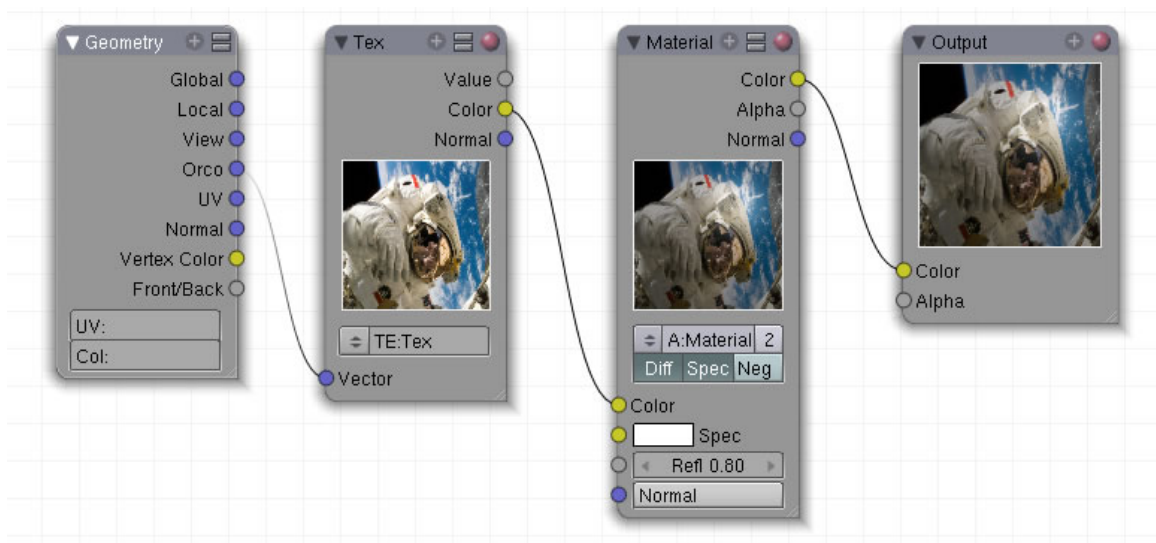 Geometry
Global
Local
View
Orco
UV
Normal
Vertex Color
Front/Back
UV:
Col:
Tex
Value
Color
Normal
TE:Tex
Vector
Material
Color
Alpha
Normal
A:Material 2
Diff Spec Neg
Color
Spec
Refl 0.80
Normal
Output
Color
Alpha